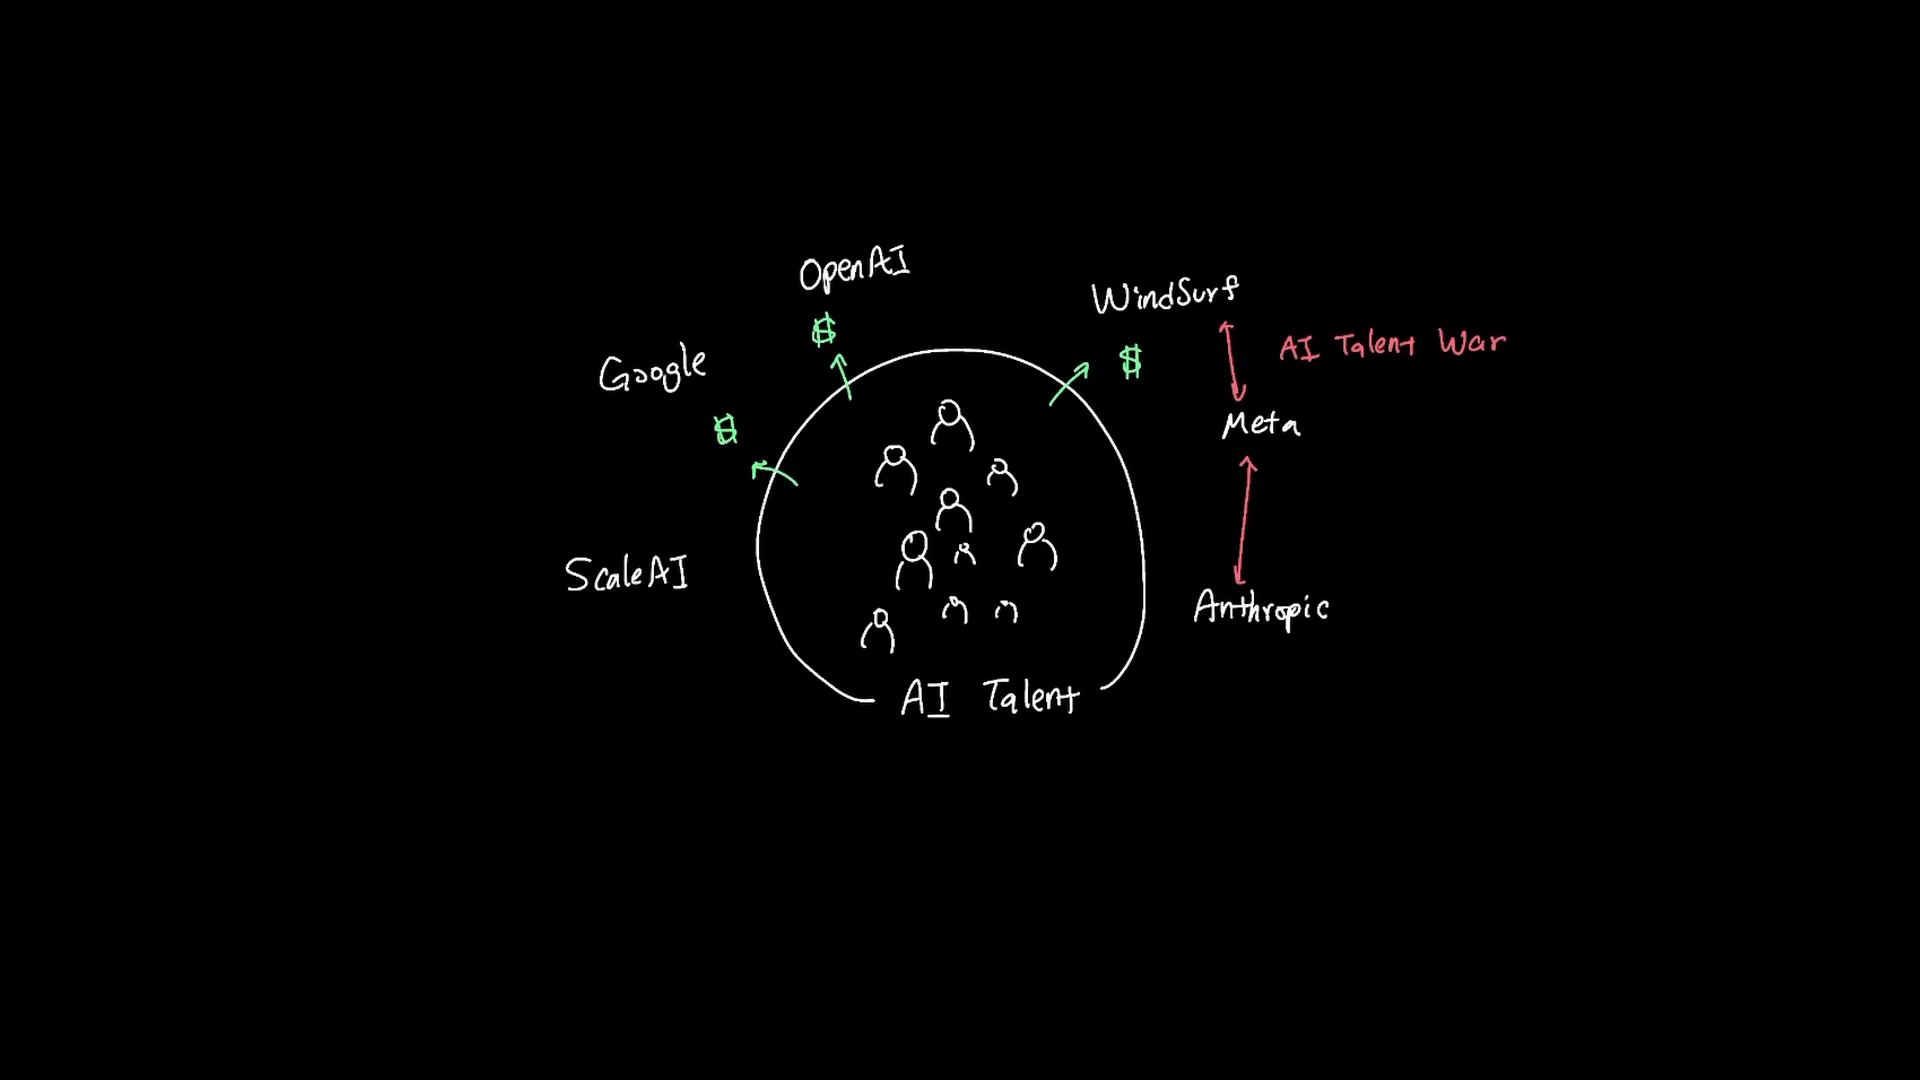 OpenAI
WindSurf
$
AI Talent War
Google
$
Meta
$
ScaleAI
Anthropic
AI Talent